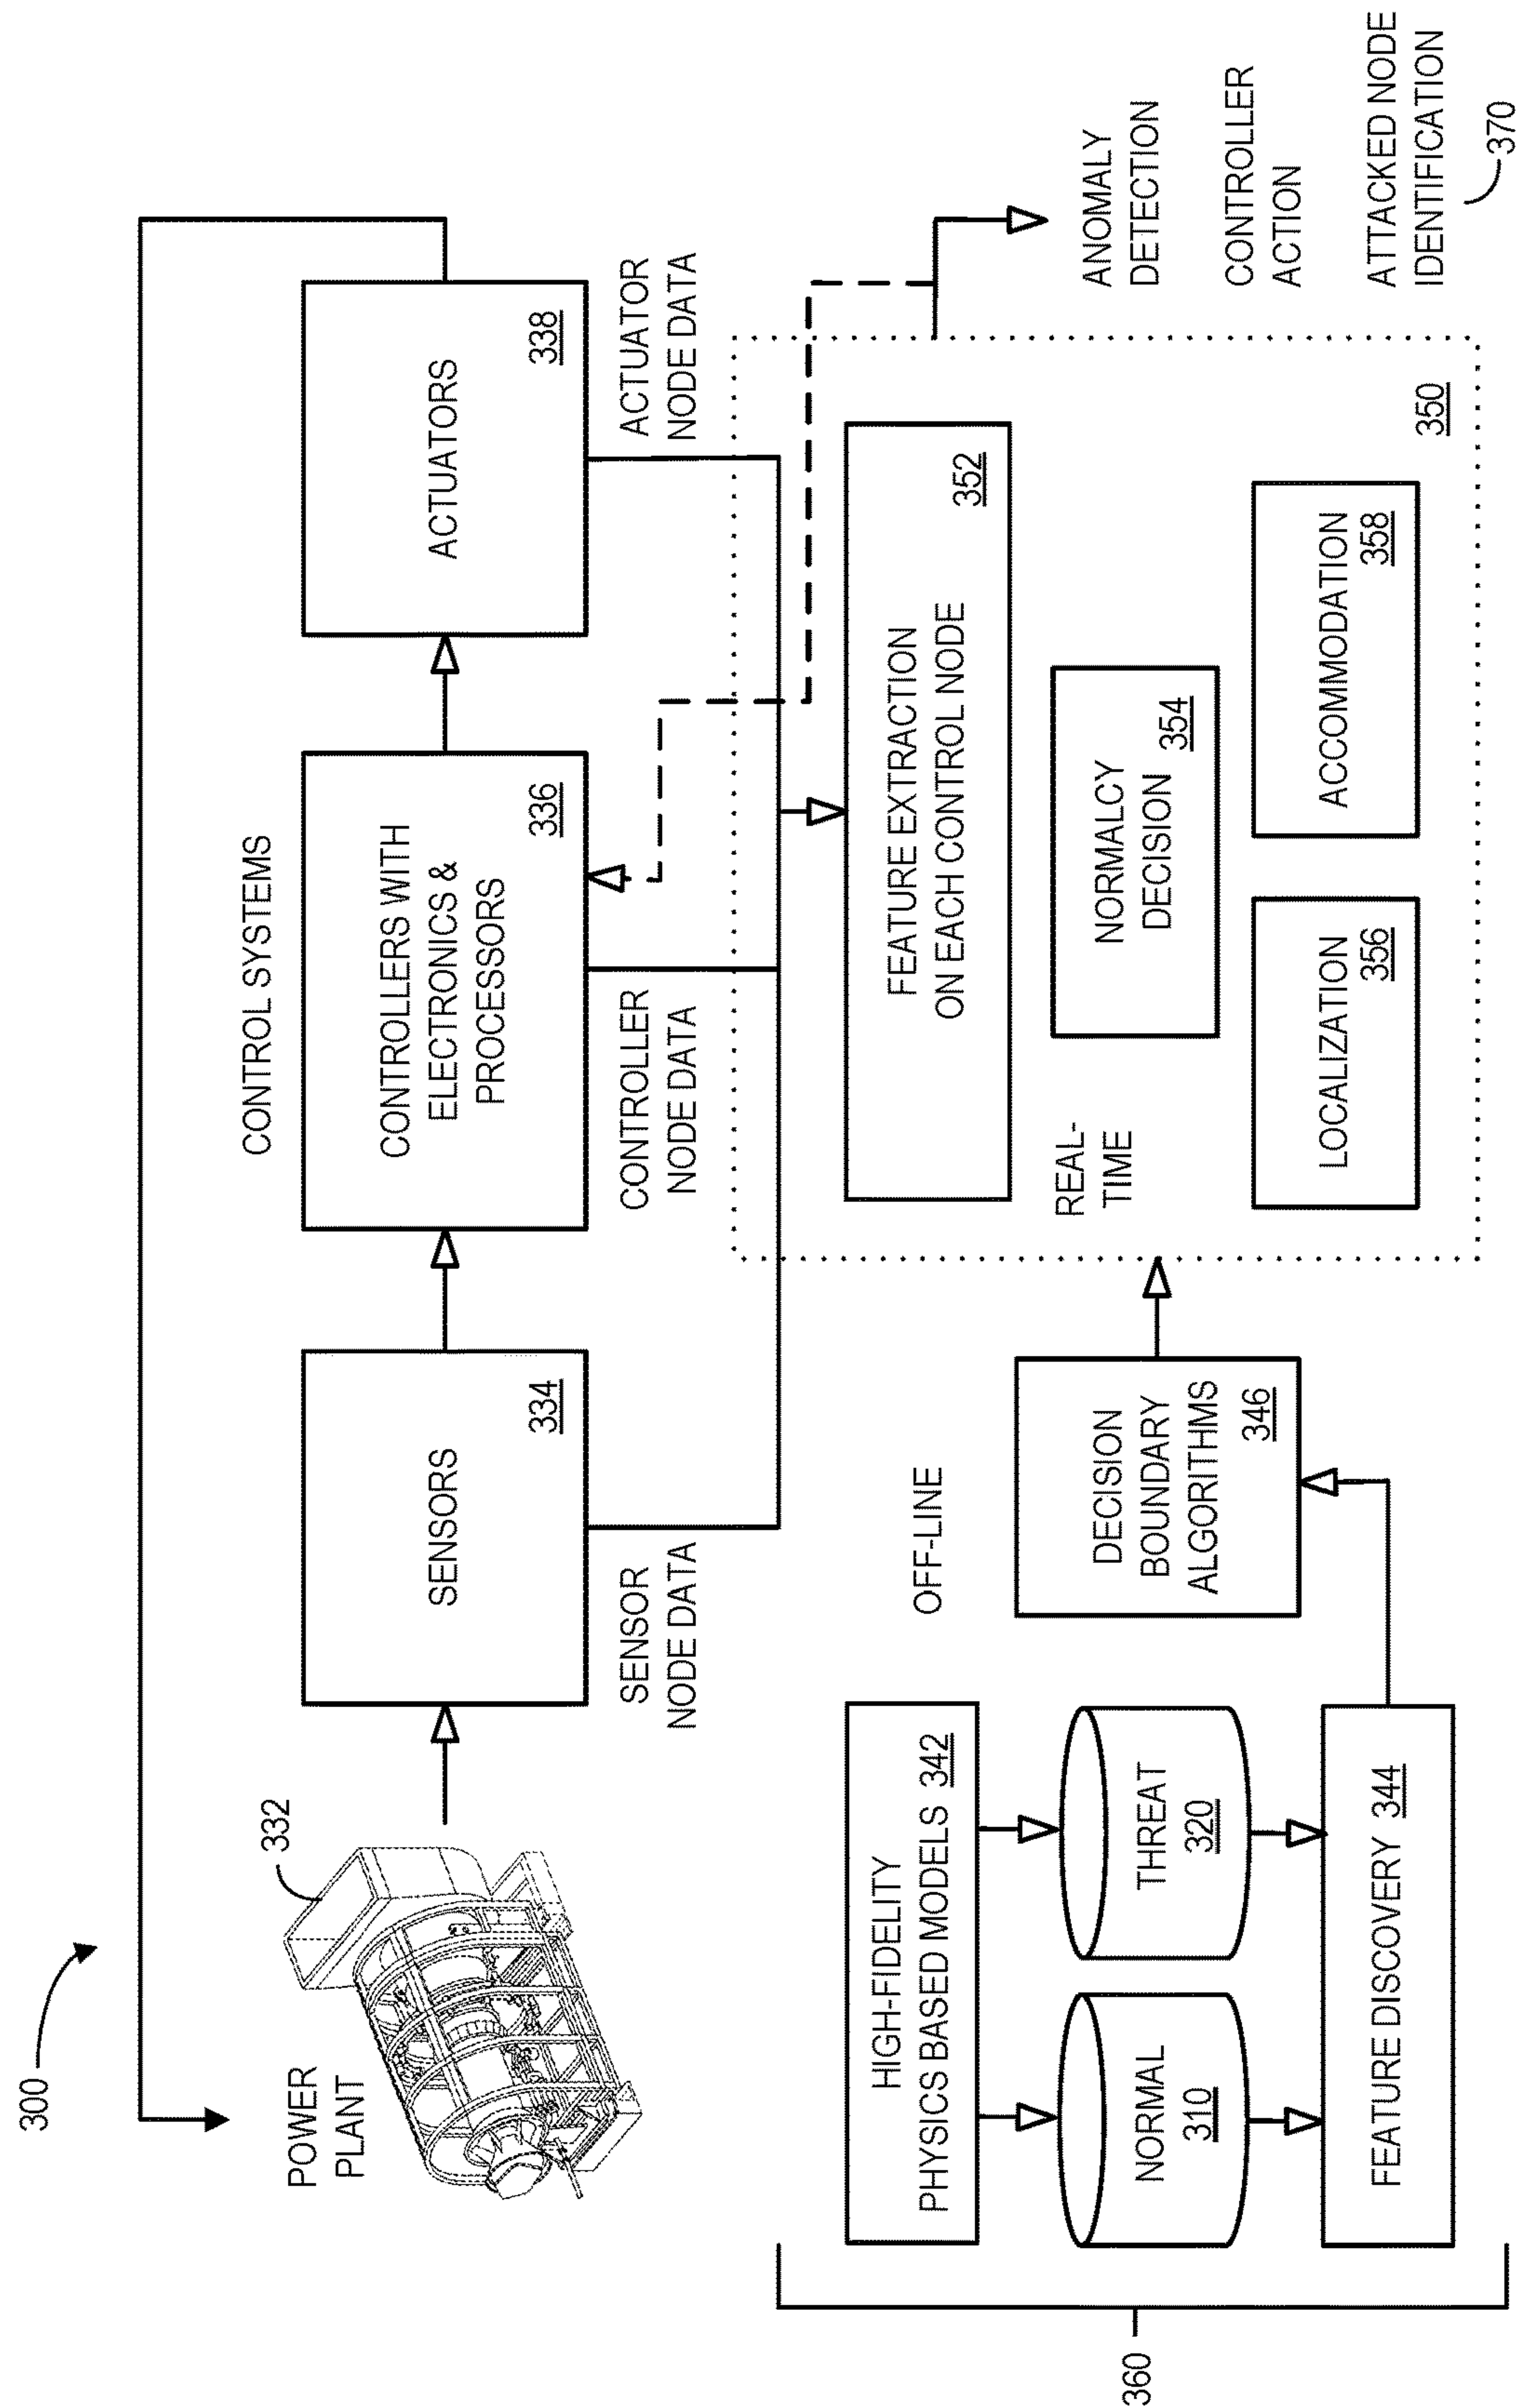 300
POWER
PLANT
332
CONTROL SYSTEMS
SENSORS
334
CONTROLLERS WITH
ELECTRONICS &
PROCESSORS
336
ACTUATORS
338
SENSOR
NODE DATA
CONTROLLER
NODE DATA
ACTUATOR
NODE DATA
360
HIGH-FIDELITY
PHYSICS BASED MODELS 342
NORMAL
310
THREAT
320
FEATURE DISCOVERY 344
OFF-LINE
DECISION
BOUNDARY
ALGORITHMS
346
FEATURE EXTRACTION
ON EACH CONTROL NODE
352
REAL-
TIME
NORMALCY
DECISION
354
LOCALIZATION
356
ACCOMMODATION
358
350
ANOMALY
DETECTION
CONTROLLER
ACTION
ATTACKED NODE
IDENTIFICATION
370